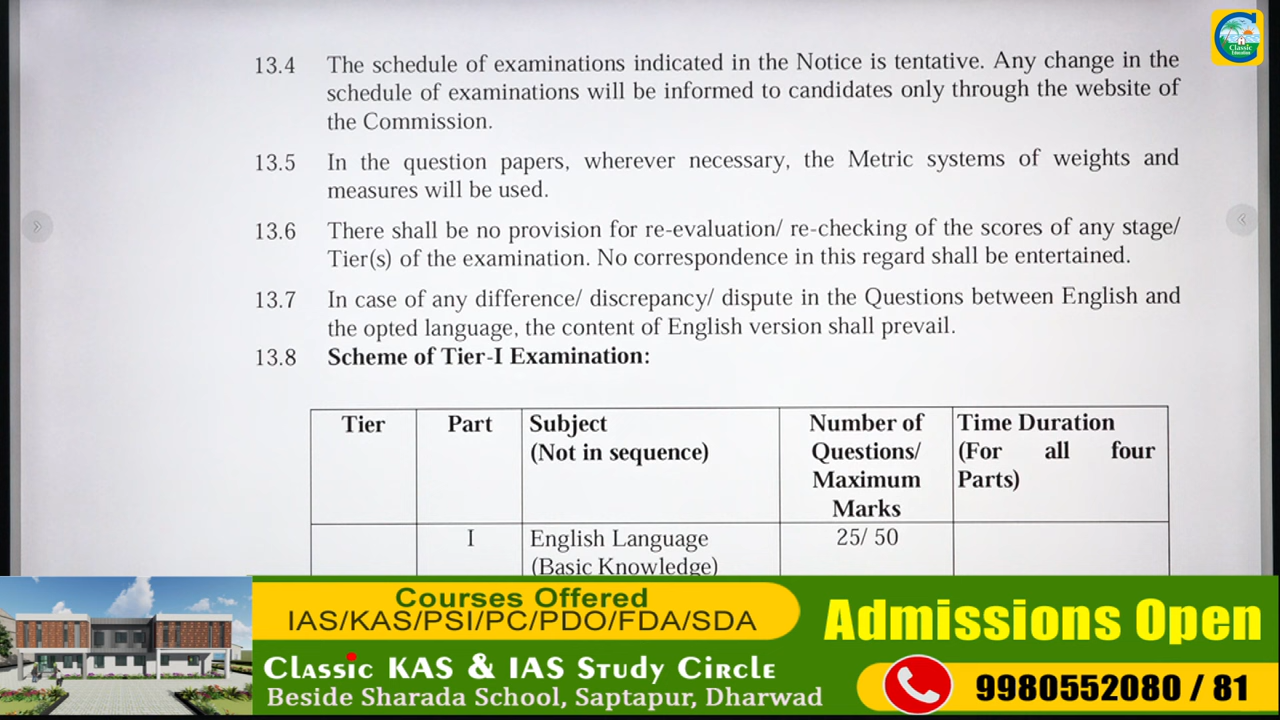 Classic
Education
13.4 The schedule of examinations indicated in the Notice is tentative. Any change in the
schedule of examinations will be informed to candidates only through the website of
the Commission.
13.5 In the question papers, wherever necessary, the Metric systems of weights and
measures will be used.
13.6 There shall be no provision for re-evaluation/ re-checking of the scores of any stage/
Tier(s) of the examination. No correspondence in this regard shall be entertained.
13.7 In case of any difference/ discrepancy/ dispute in the Questions between English and
the opted language, the content of English version shall prevail.
13.8 Scheme of Tier-I Examination:
Tier Part Subject Number of Time Duration
(Not in sequence) Questions/ (For all four
Maximum Parts)
Marks
I English Language 25/ 50
(Basic Knowledge)
Courses Offered
IAS/KAS/PSI/PC/PDO/FDA/SDA
Classic KAS & IAS Study Circle
Beside Sharada School, Saptapur, Dharwad
Admissions Open
9980552080 / 81